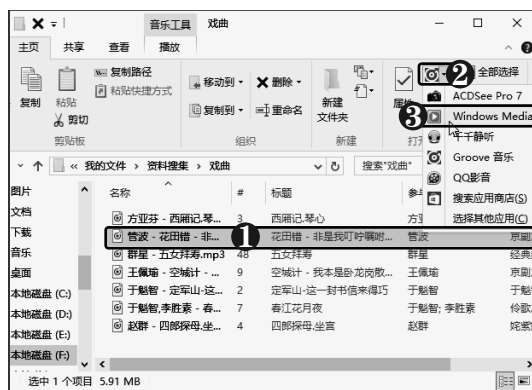 音乐工具 戏曲
主页 共享 查看 播放
复制 粘贴 复制路径 粘贴快捷方式 剪切
移动到 删除 复制到 重命名
新建文件夹 属性 全部选择
剪贴板 组织 新建 打开
❶ ❷ ❸
ACDSee Pro 7
Windows Media
千千静听
Groove 音乐
QQ影音
搜索应用商店(S)
选择其他应用(C)
« 我的文件 › 资料搜集 › 戏曲
搜索"戏曲"
图片
文档
下载
音乐
桌面
本地磁盘 (C:)
本地磁盘 (D:)
本地磁盘 (E:)
本地磁盘 (F:)
名称 # 标题
方亚芬 - 西厢记.琴... 3 西厢记.琴心
管波 - 花田错 - 非... 花田错 - 非是我叮咛嘱咐... 管波 京剧
群星 - 五女拜寿.mp3 48 五女拜寿 群星 经典
王佩瑜 - 空城计 - ... 9 空城计 - 我本是卧龙岗散... 王佩瑜 京剧
于魁智 - 定军山-这... 2 定军山-这一封书信来得巧 于魁智
于魁智,李胜素 - 春... 7 春江花月夜 于魁智; 李胜素
赵群 - 四郎探母.坐... 4 四郎探母.坐宫 赵群
选中 1 个项目 5.91 MB